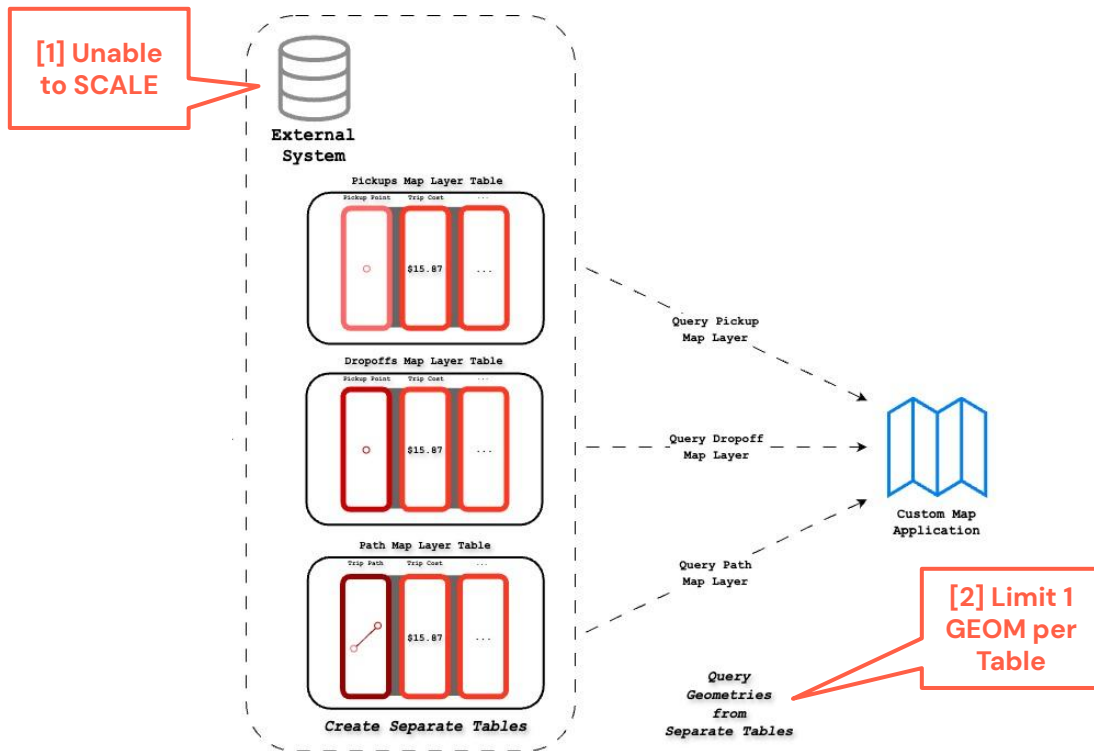 [1] Unable
to SCALE
External
System
Pickups Map Layer Table
Pickup Point
Trip Cost
...
$15.87
...
Query Pickup
Map Layer
Dropoffs Map Layer Table
Pickup Point
Trip Cost
...
$15.87
...
Query Dropoff
Map Layer
Custom Map
Application
Path Map Layer Table
Trip Path
Trip Cost
...
$15.87
...
Query Path
Map Layer
[2] Limit 1
GEOM per
Table
Create Separate Tables
Query
Geometries
from
Separate Tables